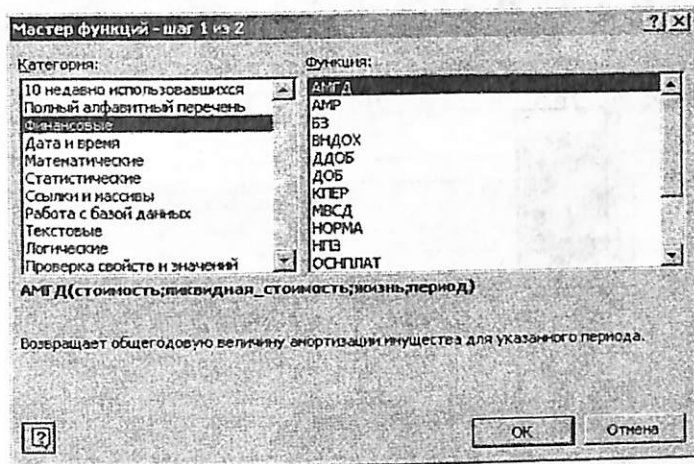 Мастер функций - шаг 1 из 2
Категория:
10 недавно использовавшихся
Полный алфавитный перечень
Финансовые
Дата и время
Математические
Статистические
Ссылки и массивы
Работа с базой данных
Текстовые
Логические
Проверка свойств и значений
Функция:
АМГД
АМР
БЗ
ВНДОХ
ДДОБ
ДОБ
КПЕР
МВСД
НОРМА
НПЗ
ОСНПЛАТ
АМГД(стоимость;ликвидная_стоимость;жизнь;период)
Возвращает общегодовую величину амортизации имущества для указанного периода.
OK
Отмена